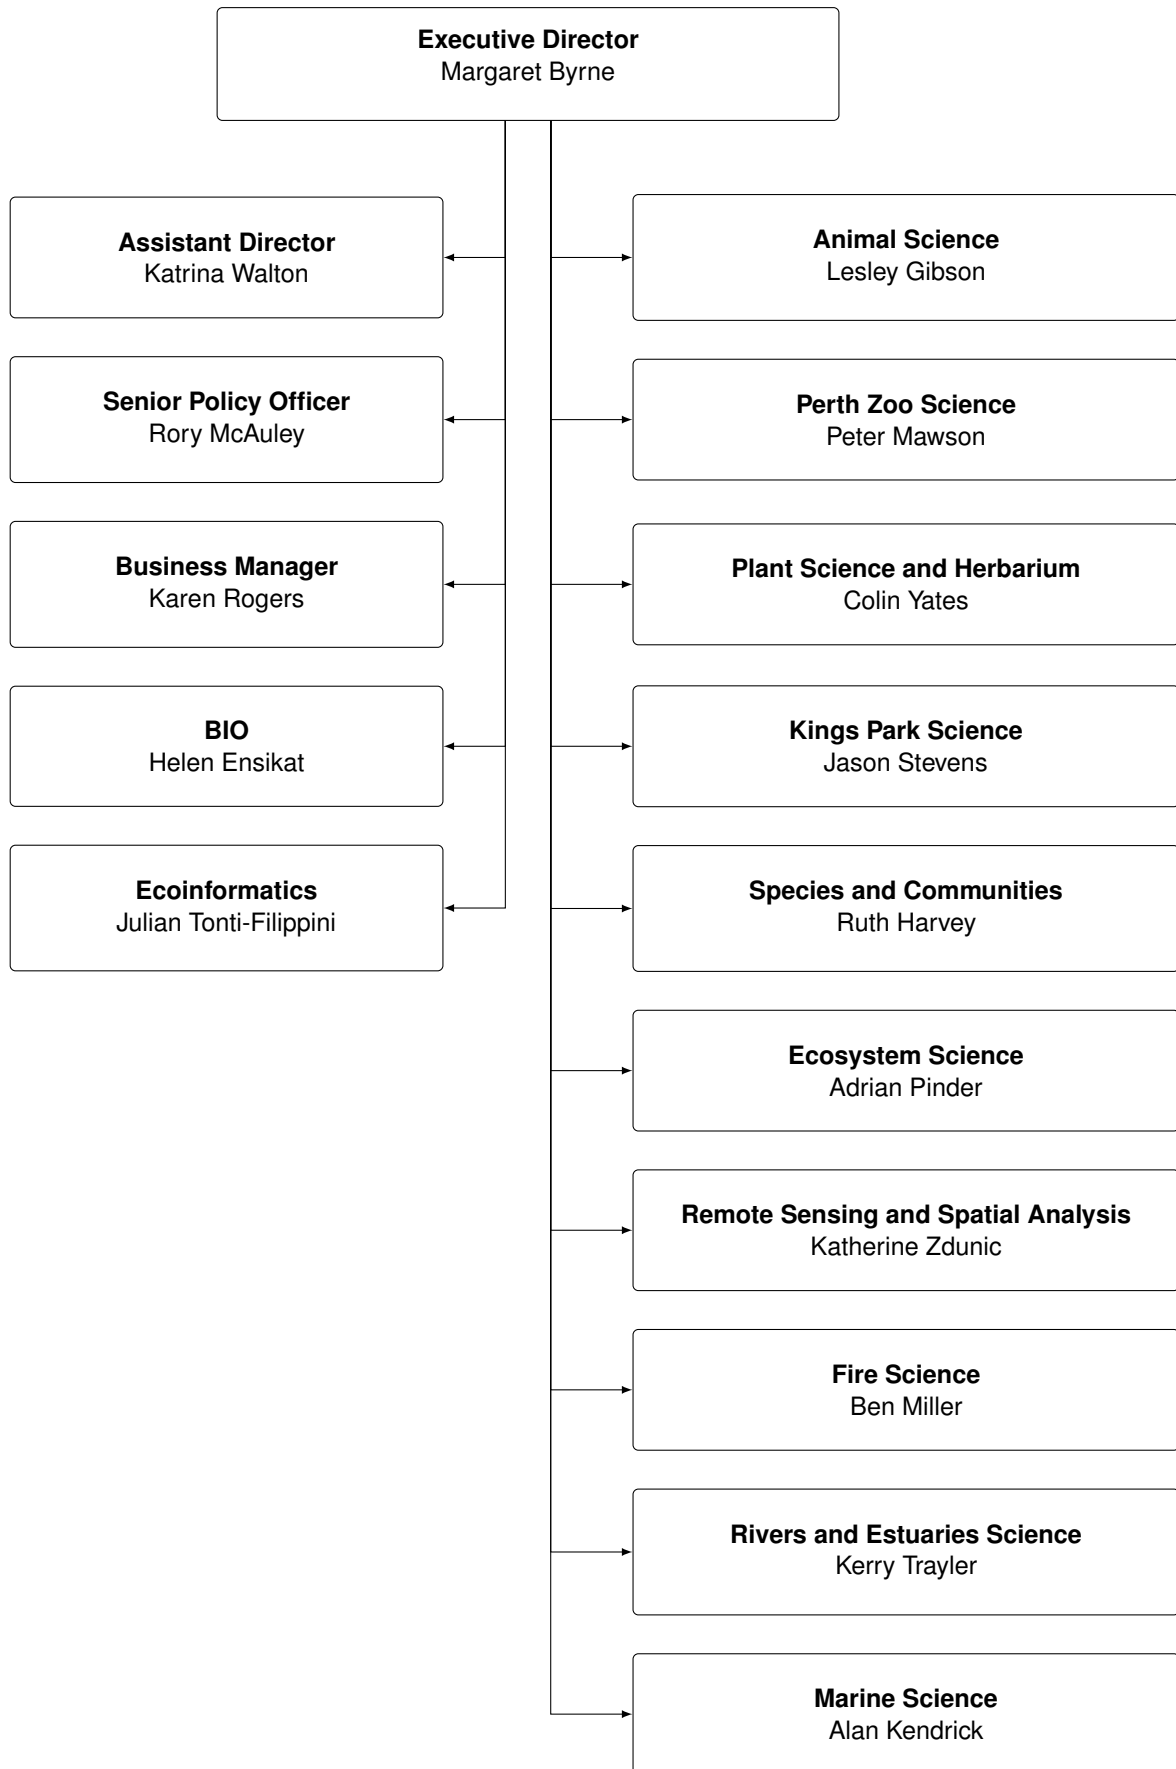 Executive Director
Margaret Byrne
Assistant Director
Katrina Walton
Senior Policy Officer
Rory McAuley
Business Manager
Karen Rogers
BIO
Helen Ensikat
Ecoinformatics
Julian Tonti-Filippini
Animal Science
Lesley Gibson
Perth Zoo Science
Peter Mawson
Plant Science and Herbarium
Colin Yates
Kings Park Science
Jason Stevens
Species and Communities
Ruth Harvey
Ecosystem Science
Adrian Pinder
Remote Sensing and Spatial Analysis
Katherine Zdunic
Fire Science
Ben Miller
Rivers and Estuaries Science
Kerry Trayler
Marine Science
Alan Kendrick